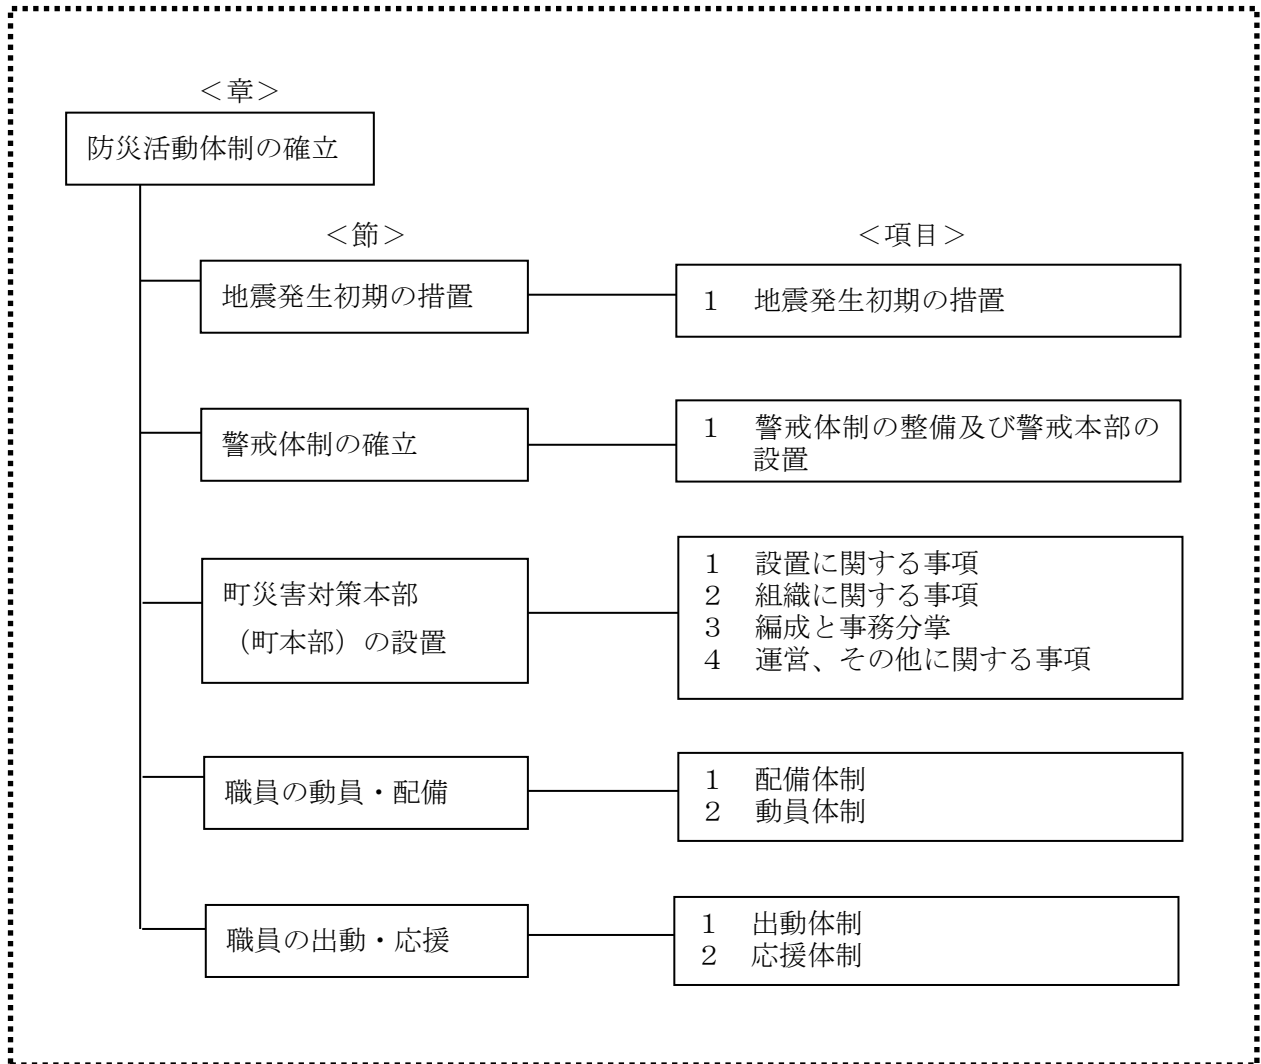 ＜章＞
防災活動体制の確立
＜節＞
＜項目＞
地震発生初期の措置
１　地震発生初期の措置
警戒体制の確立
１　警戒体制の整備及び警戒本部の
設置
町災害対策本部
（町本部）の設置
１　設置に関する事項
２　組織に関する事項
３　編成と事務分掌
４　運営、その他に関する事項
職員の動員・配備
１　配備体制
２　動員体制
職員の出動・応援
１　出動体制
２　応援体制